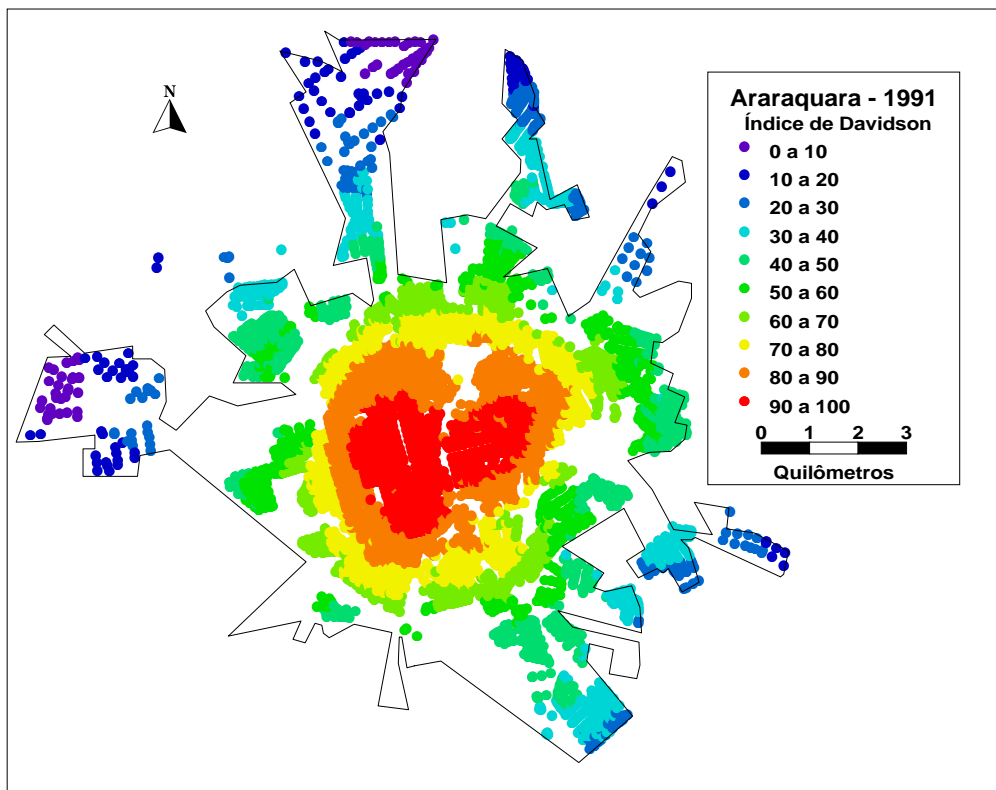 N
Araraquara - 1991
Índice de Davidson
0 a 10
10 a 20
20 a 30
30 a 40
40 a 50
50 a 60
60 a 70
70 a 80
80 a 90
90 a 100
0 1 2 3
Quilômetros